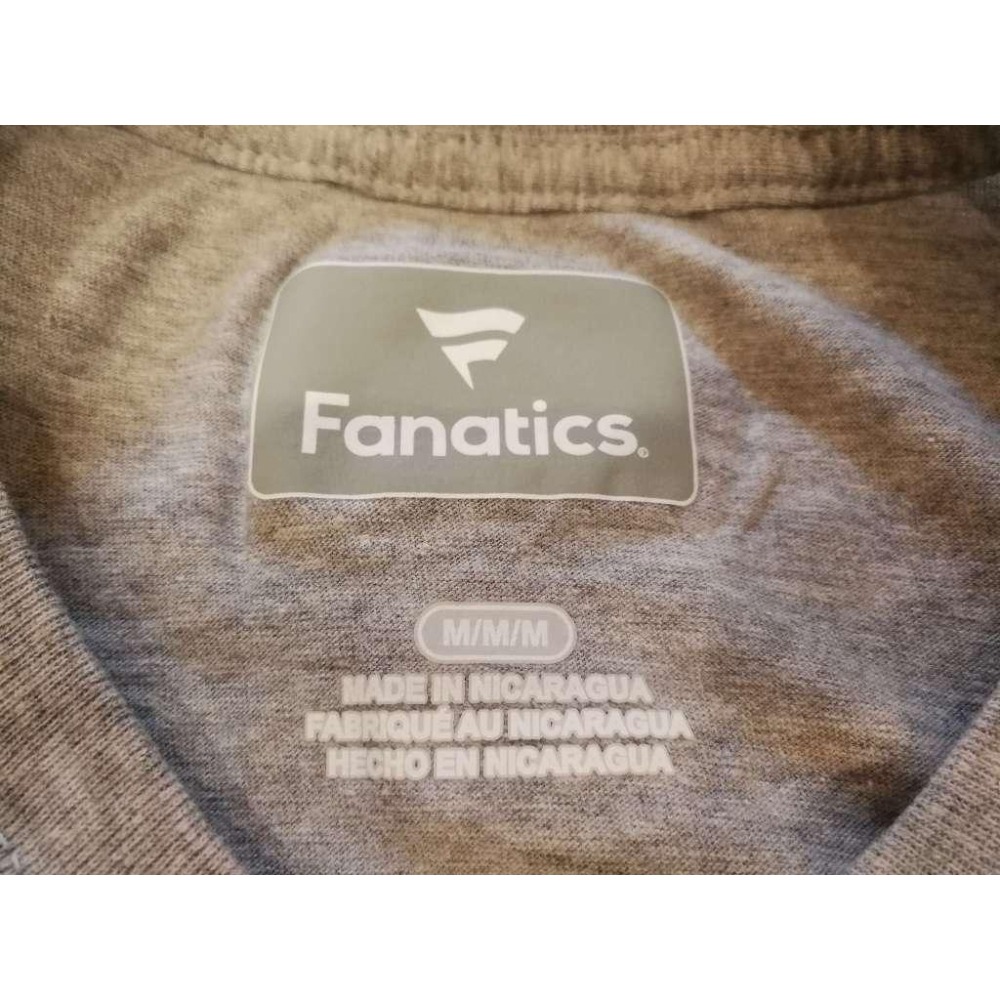 Fanatics®
M/M/M
MADE IN NICARAGUA
FABRIQUÉ AU NICARAGUA
HECHO EN NICARAGUA